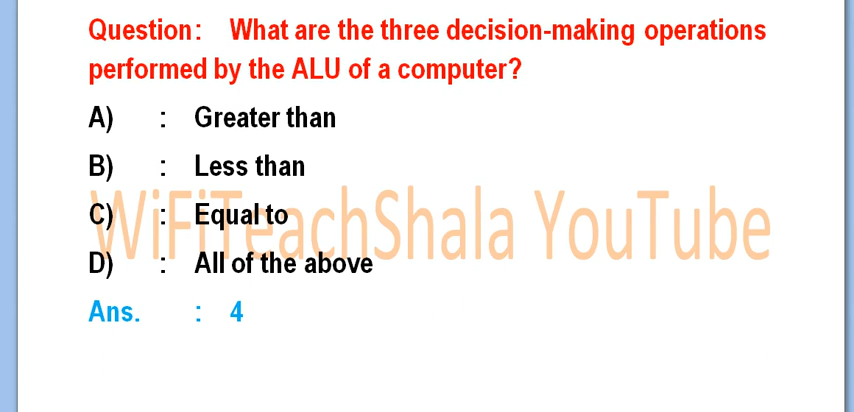 Question: What are the three decision-making operations
performed by the ALU of a computer?
A) : Greater than
B) : Less than
C) : Equal to
D) : All of the above
Ans. : 4
WiFiTeachShala YouTube